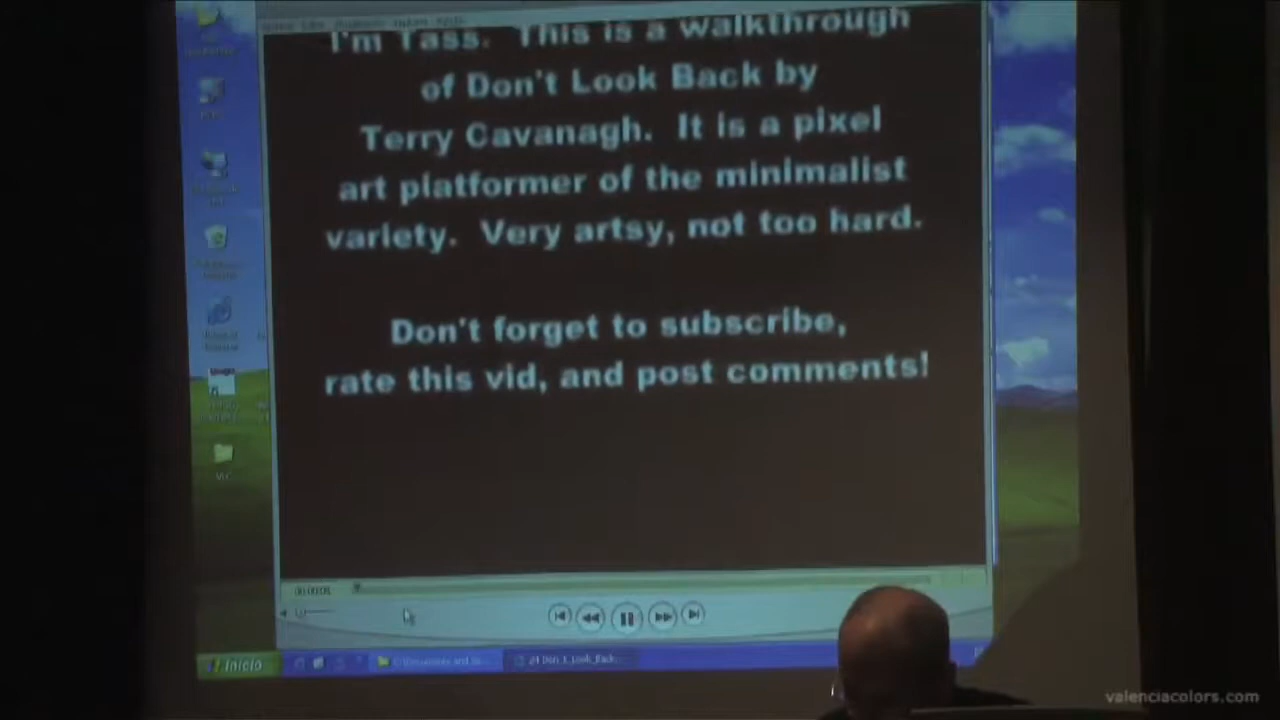 I'm Tass. This is a walkthrough
of Don't Look Back by
Terry Cavanagh. It is a pixel
art platformer of the minimalist
variety. Very artsy, not too hard.
Don't forget to subscribe,
rate this vid, and post comments!
Inicio
24 Don_t_Look_Back
valenciacolors.com